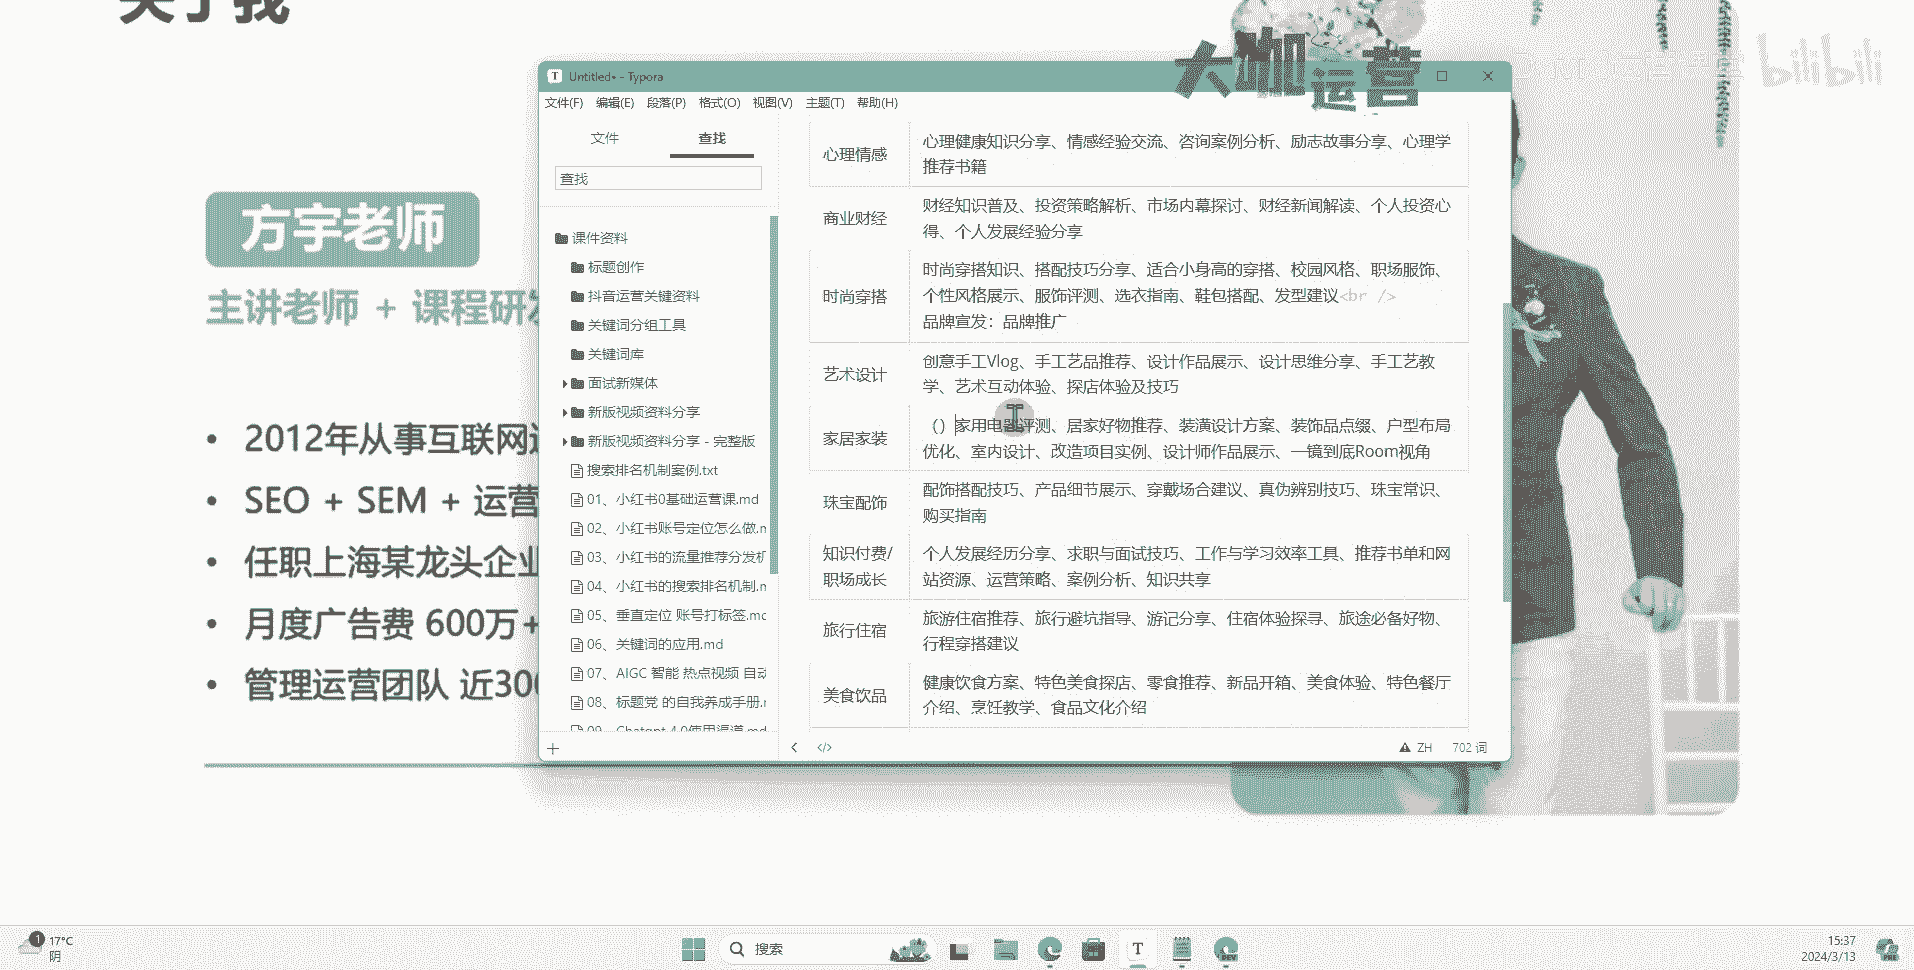 关于我
大咖运营
bilibili
Untitled• - Typora
文件(F) 编辑(E) 段落(P) 格式(O) 视图(V) 主题(T) 帮助(H)
文件 查找
查找
课件资料
标题创作
抖音运营关键资料
关键词分组工具
关键词库
面试新媒体
新版视频资料分享
新版视频资料分享 - 完整版
搜索排名机制案例.txt
01、小红书0基础运营课.md
02、小红书账号定位怎么做.m
03、小红书的流量推荐分发机
04、小红书的搜索排名机制.m
05、垂直定位 账号打标签.mc
06、关键词的应用.md
07、AIGC 智能 热点视频 自动
08、标题党 的自我养成手册.r
09、Chatgpt 4.0使用渠道.md
心理情感
心理健康知识分享、情感经验交流、咨询案例分析、励志故事分享、心理学
推荐书籍
商业财经
财经知识普及、投资策略解析、市场内幕探讨、财经新闻解读、个人投资心
得、个人发展经验分享
时尚穿搭
时尚穿搭知识、搭配技巧分享、适合小身高的穿搭、校园风格、职场服饰、
个性风格展示、服饰评测、选衣指南、鞋包搭配、发型建议<br />
品牌宣发：品牌推广
艺术设计
创意手工Vlog、手工艺品推荐、设计作品展示、设计思维分享、手工艺教
学、艺术互动体验、探店体验及技巧
家居家装
（）家用电器评测、居家好物推荐、装潢设计方案、装饰品点缀、户型布局
优化、室内设计、改造项目实例、设计师作品展示、一镜到底Room视角
珠宝配饰
配饰搭配技巧、产品细节展示、穿戴场合建议、真伪辨别技巧、珠宝常识、
购买指南
知识付费/
职场成长
个人发展经历分享、求职与面试技巧、工作与学习效率工具、推荐书单和网
站资源、运营策略、案例分析、知识共享
旅行住宿
旅游住宿推荐、旅行避坑指导、游记分享、住宿体验探寻、旅途必备好物、
行程穿搭建议
美食饮品
健康饮食方案、特色美食探店、零食推荐、新品开箱、美食体验、特色餐厅
介绍、烹饪教学、食品文化介绍
ZH 702 词
方宇老师
主讲老师 + 课程研发
2012年从事互联网运
SEO + SEM + 运营
任职上海某龙头企业
月度广告费 600万+
管理运营团队 近300
1
17°C
阴
搜索
DEV
15:37
2024/3/13
PRE